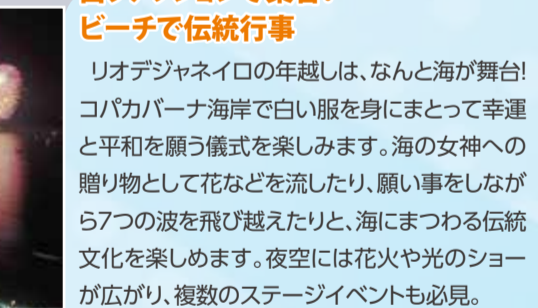 ビーチで伝統行事
リオデジャネイロの年越しは、なんと海が舞台!
コパカバーナ海岸で白い服を身にまとって幸運
と平和を願う儀式を楽しみます。海の女神への
贈り物として花などを流したり、願い事をしなが
ら7つの波を飛び越えたりと、海にまつわる伝統
文化を楽しめます。夜空には花火や光のショー
が広がり、複数のステージイベントも必見。